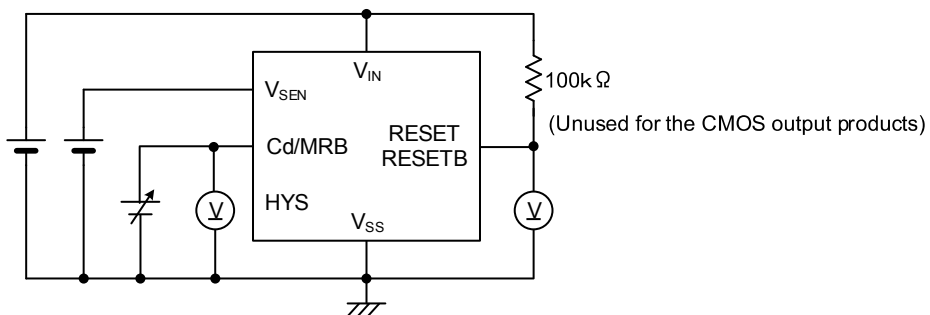 V_IN
V_SEN
100kΩ
(Unused for the CMOS output products)
RESET
Cd/MRB
RESETB
HYS
V
V
V_SS